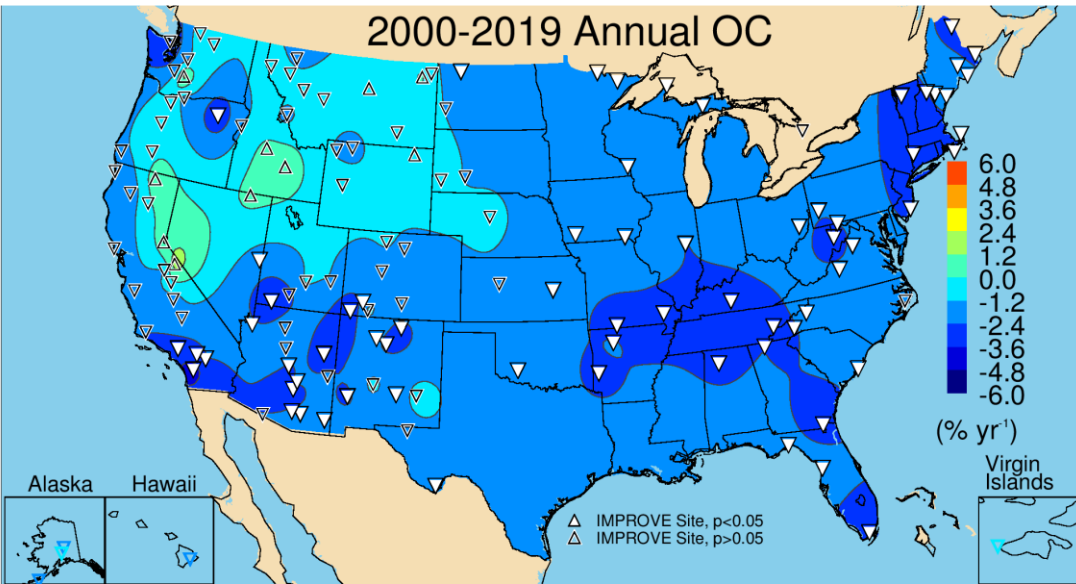 2000-2019 Annual OC
6.0
4.8
3.6
2.4
1.2
0.0
-1.2
-2.4
-3.6
-4.8
-6.0
(% yr⁻¹)
Alaska
Hawaii
Virgin
Islands
IMPROVE Site, p<0.05
IMPROVE Site, p>0.05